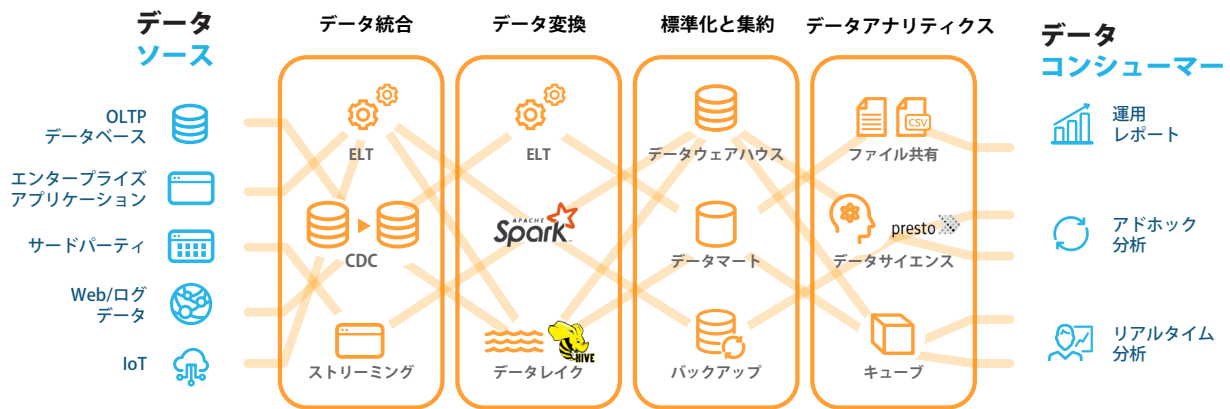 データ
ソース
OLTP
データベース
エンタープライズ
アプリケーション
サードパーティ
Web/ログ
データ
IoT
データ統合
ELT
CDC
ストリーミング
データ変換
ELT
APACHE
Spark
HIVE
データレイク
標準化と集約
データウェアハウス
データマート
バックアップ
データアナリティクス
CSV
ファイル共有
presto
データサイエンス
キューブ
データ
コンシューマー
運用
レポート
アドホック
分析
リアルタイム
分析